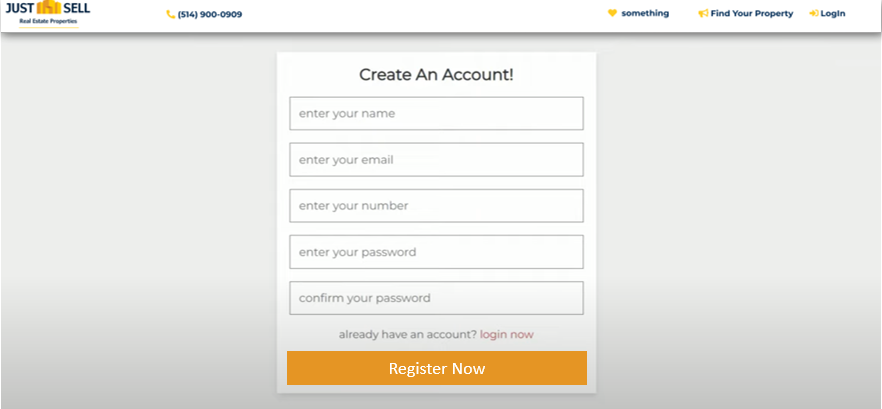 JUST SELL
Real Estate Properties
(514) 900-0909
something
Find Your Property
LogIn
Create An Account!
enter your name
enter your email
enter your number
enter your password
confirm your password
already have an account? login now
Register Now